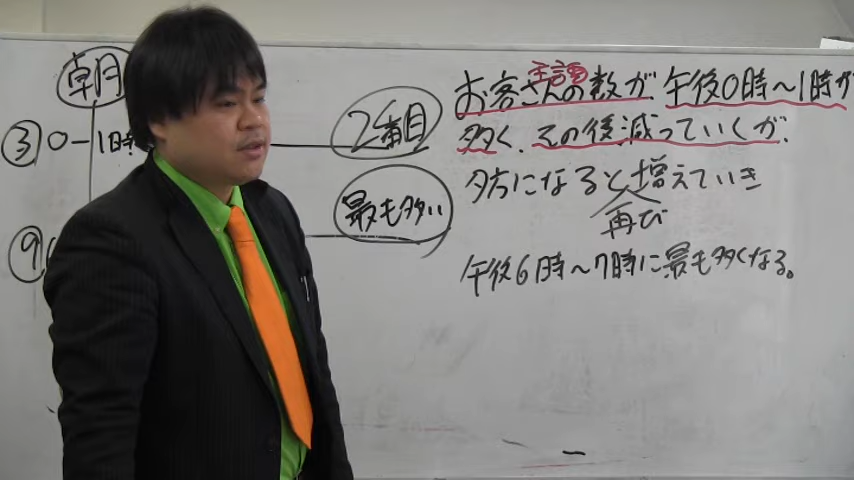 朝
③ 0-1時
2番目
⑨
最も多い
主語
お客さんの数が、午後0時〜1時が
多く、その後減っていくが、
夕方になると増えていき
再び
午後6時〜7時に最も多くなる。